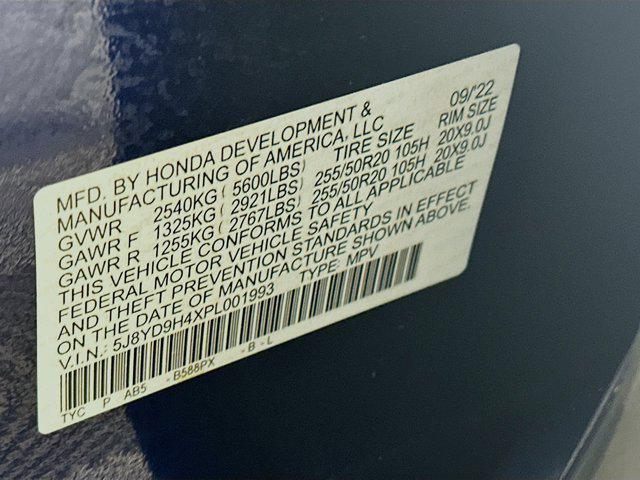 MFD. BY HONDA DEVELOPMENT & 09/'22
MANUFACTURING OF AMERICA, LLC RIM SIZE
GVWR 2540KG ( 5600LBS) TIRE SIZE 20X9.0J
GAWR F 1325KG ( 2921LBS) 255/50R20 105H 20X9.0J
GAWR R 1255KG ( 2767LBS) 255/50R20 105H
THIS VEHICLE CONFORMS TO ALL APPLICABLE
FEDERAL MOTOR VEHICLE SAFETY
AND THEFT PREVENTION STANDARDS IN EFFECT
ON THE DATE OF MANUFACTURE SHOWN ABOVE.
V.I.N.: 5J8YD9H4XPL001993 TYPE: MPV
TYC P AB5 -B588PX -B -L